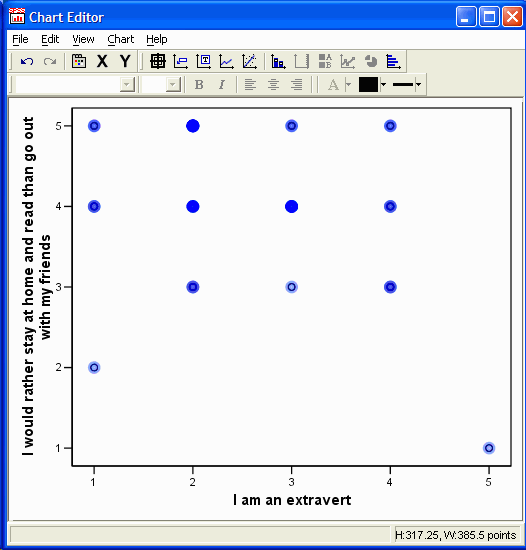 Chart Editor
File Edit View Chart Help
X Y
B I A
I would rather stay at home and read than go out
with my friends
5
4
3
2
1
1 2 3 4 5
I am an extravert
H:317.25, W:385.5 points